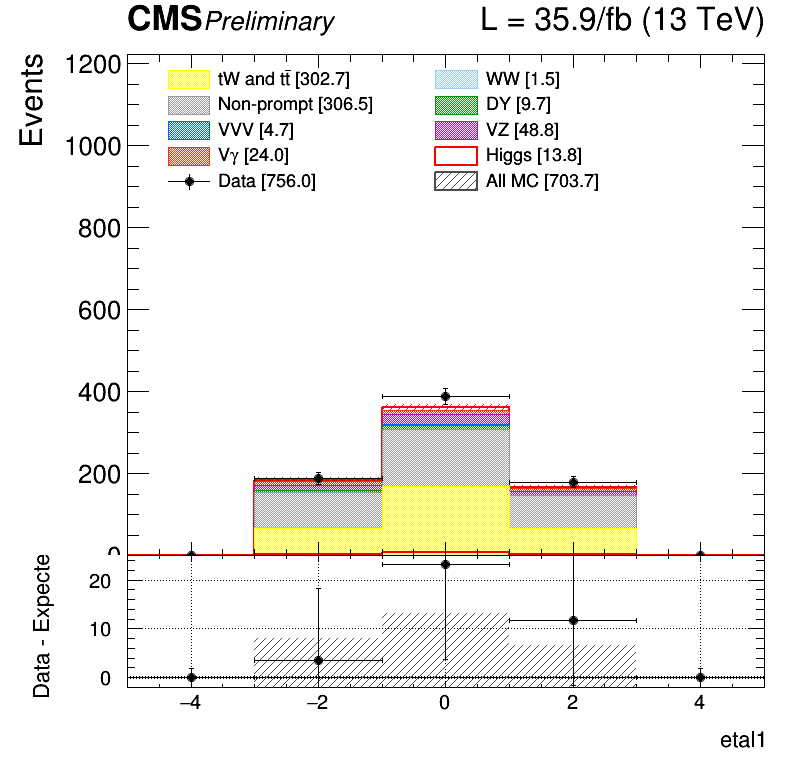 CMS Preliminary L = 35.9/fb (13 TeV)
Events
1200
1000
800
600
400
200
0
tW and tt̄ [302.7]
Non-prompt [306.5]
VVV [4.7]
Vγ [24.0]
Data [756.0]
WW [1.5]
DY [9.7]
VZ [48.8]
Higgs [13.8]
All MC [703.7]
Data - Expecte
20
10
0
−4 −2 0 2 4
etal1